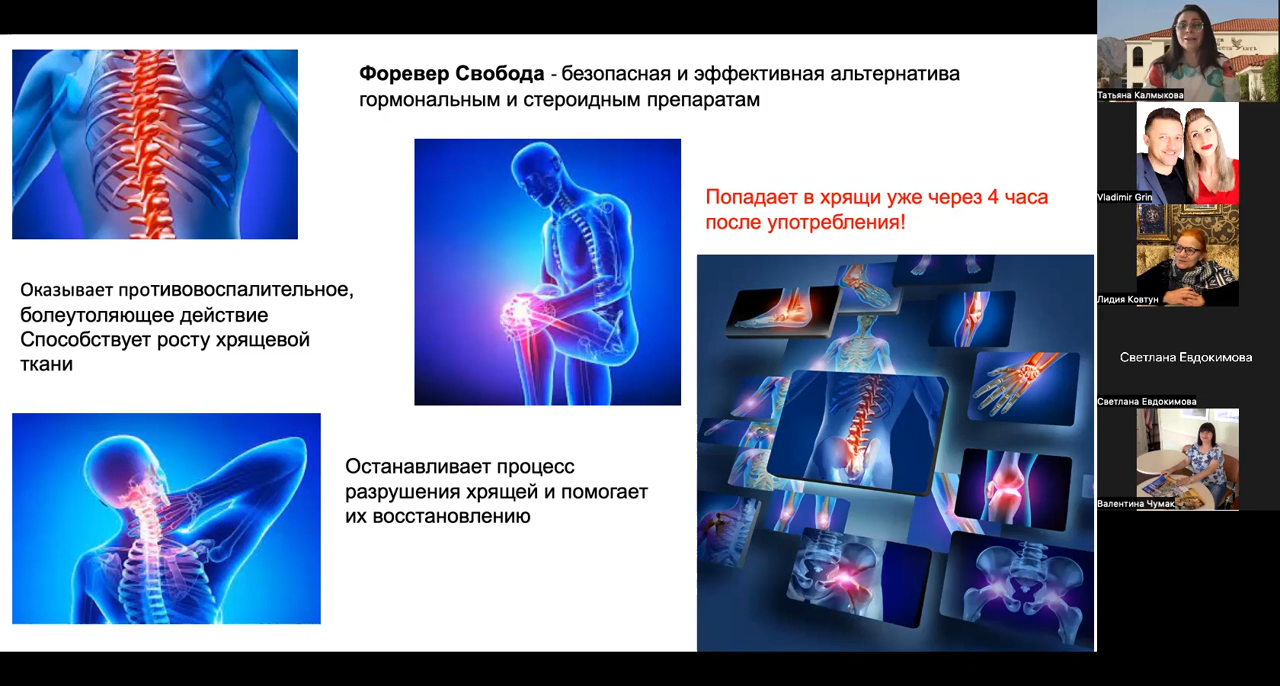 Форевер Свобода - безопасная и эффективная альтернатива
гормональным и стероидным препаратам
Попадает в хрящи уже через 4 часа
после употребления!
Оказывает противовоспалительное,
болеутоляющее действие
Способствует росту хрящевой
ткани
Останавливает процесс
разрушения хрящей и помогает
их восстановлению
Татьяна Калмыкова
Vladimir Grin
Лидия Ковтун
Светлана Евдокимова
Светлана Евдокимова
Валентина Чумак